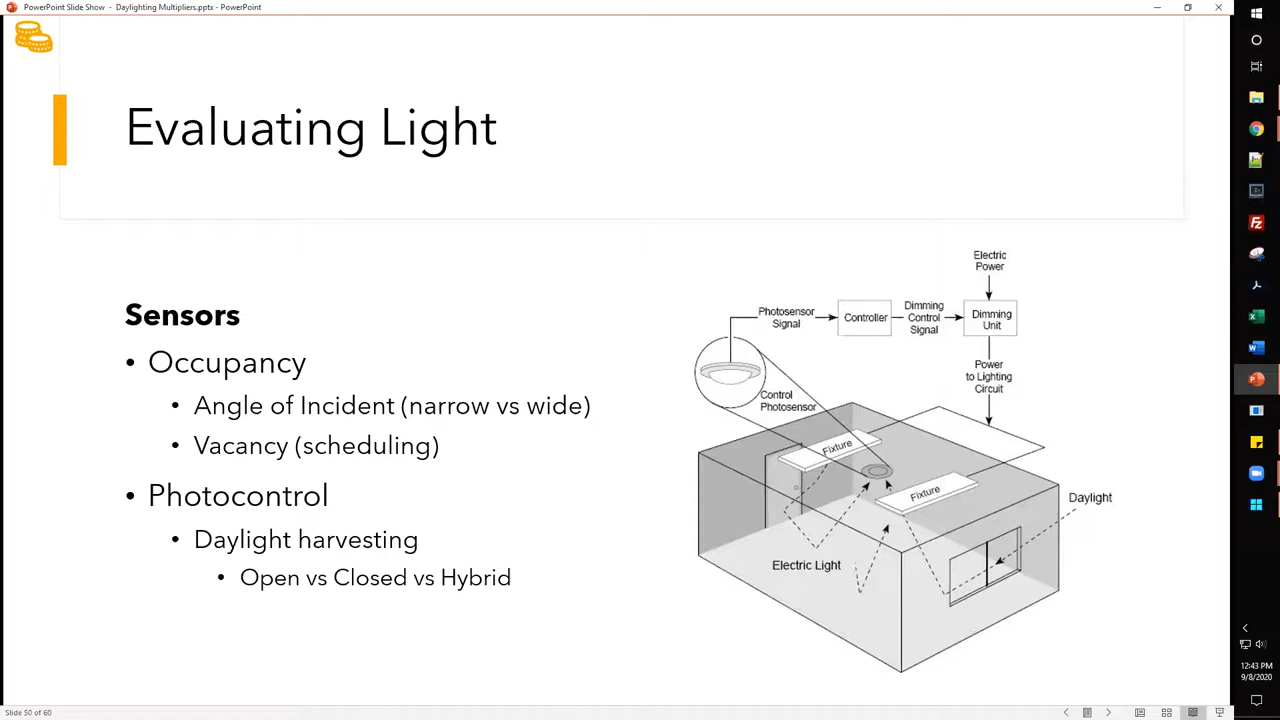 PowerPoint Slide Show - Daylighting Multipliers.pptx - PowerPoint
Evaluating Light
Sensors
• Occupancy
• Angle of Incident (narrow vs wide)
• Vacancy (scheduling)
• Photocontrol
• Daylight harvesting
• Open vs Closed vs Hybrid
Electric
Power
Photosensor
Signal
Controller
Dimming
Control
Signal
Dimming
Unit
Power
to Lighting
Circuit
Control
Photosensor
Fixture
Fixture
Daylight
Electric Light
12:43 PM
9/8/2020
Slide 50 of 60